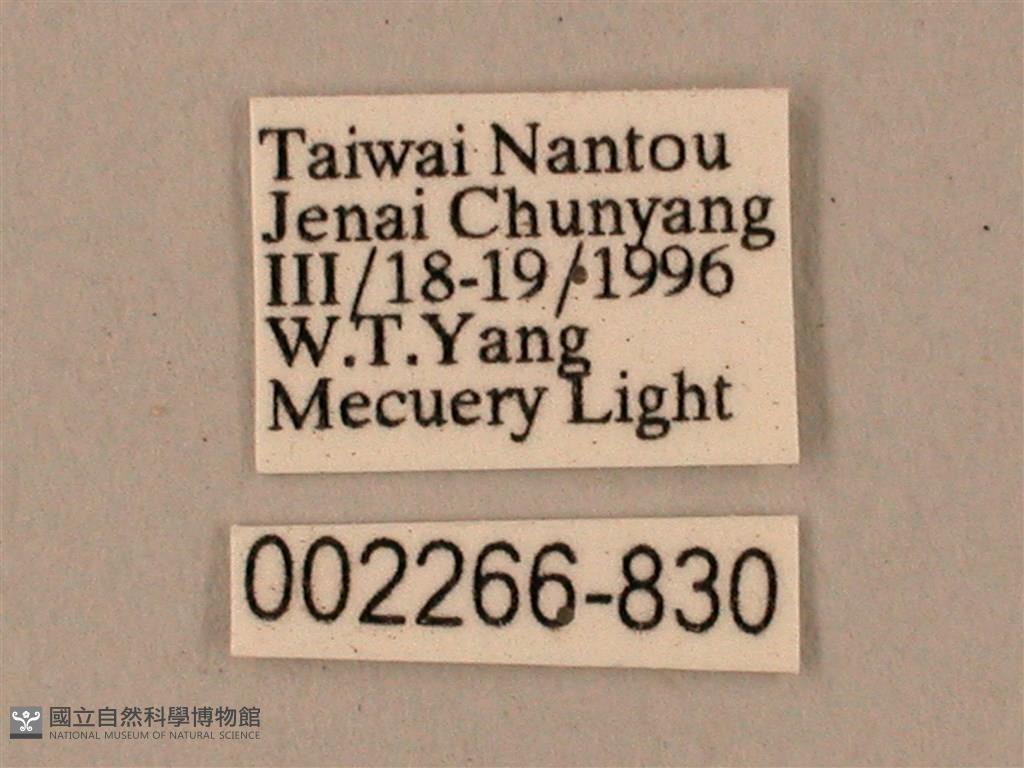 Taiwai Nantou
Jenai Chunyang
III/18-19/1996
W.T.Yang
Mecuery Light
002266-830
國立自然科學博物館
NATIONAL MUSEUM OF NATURAL SCIENCE